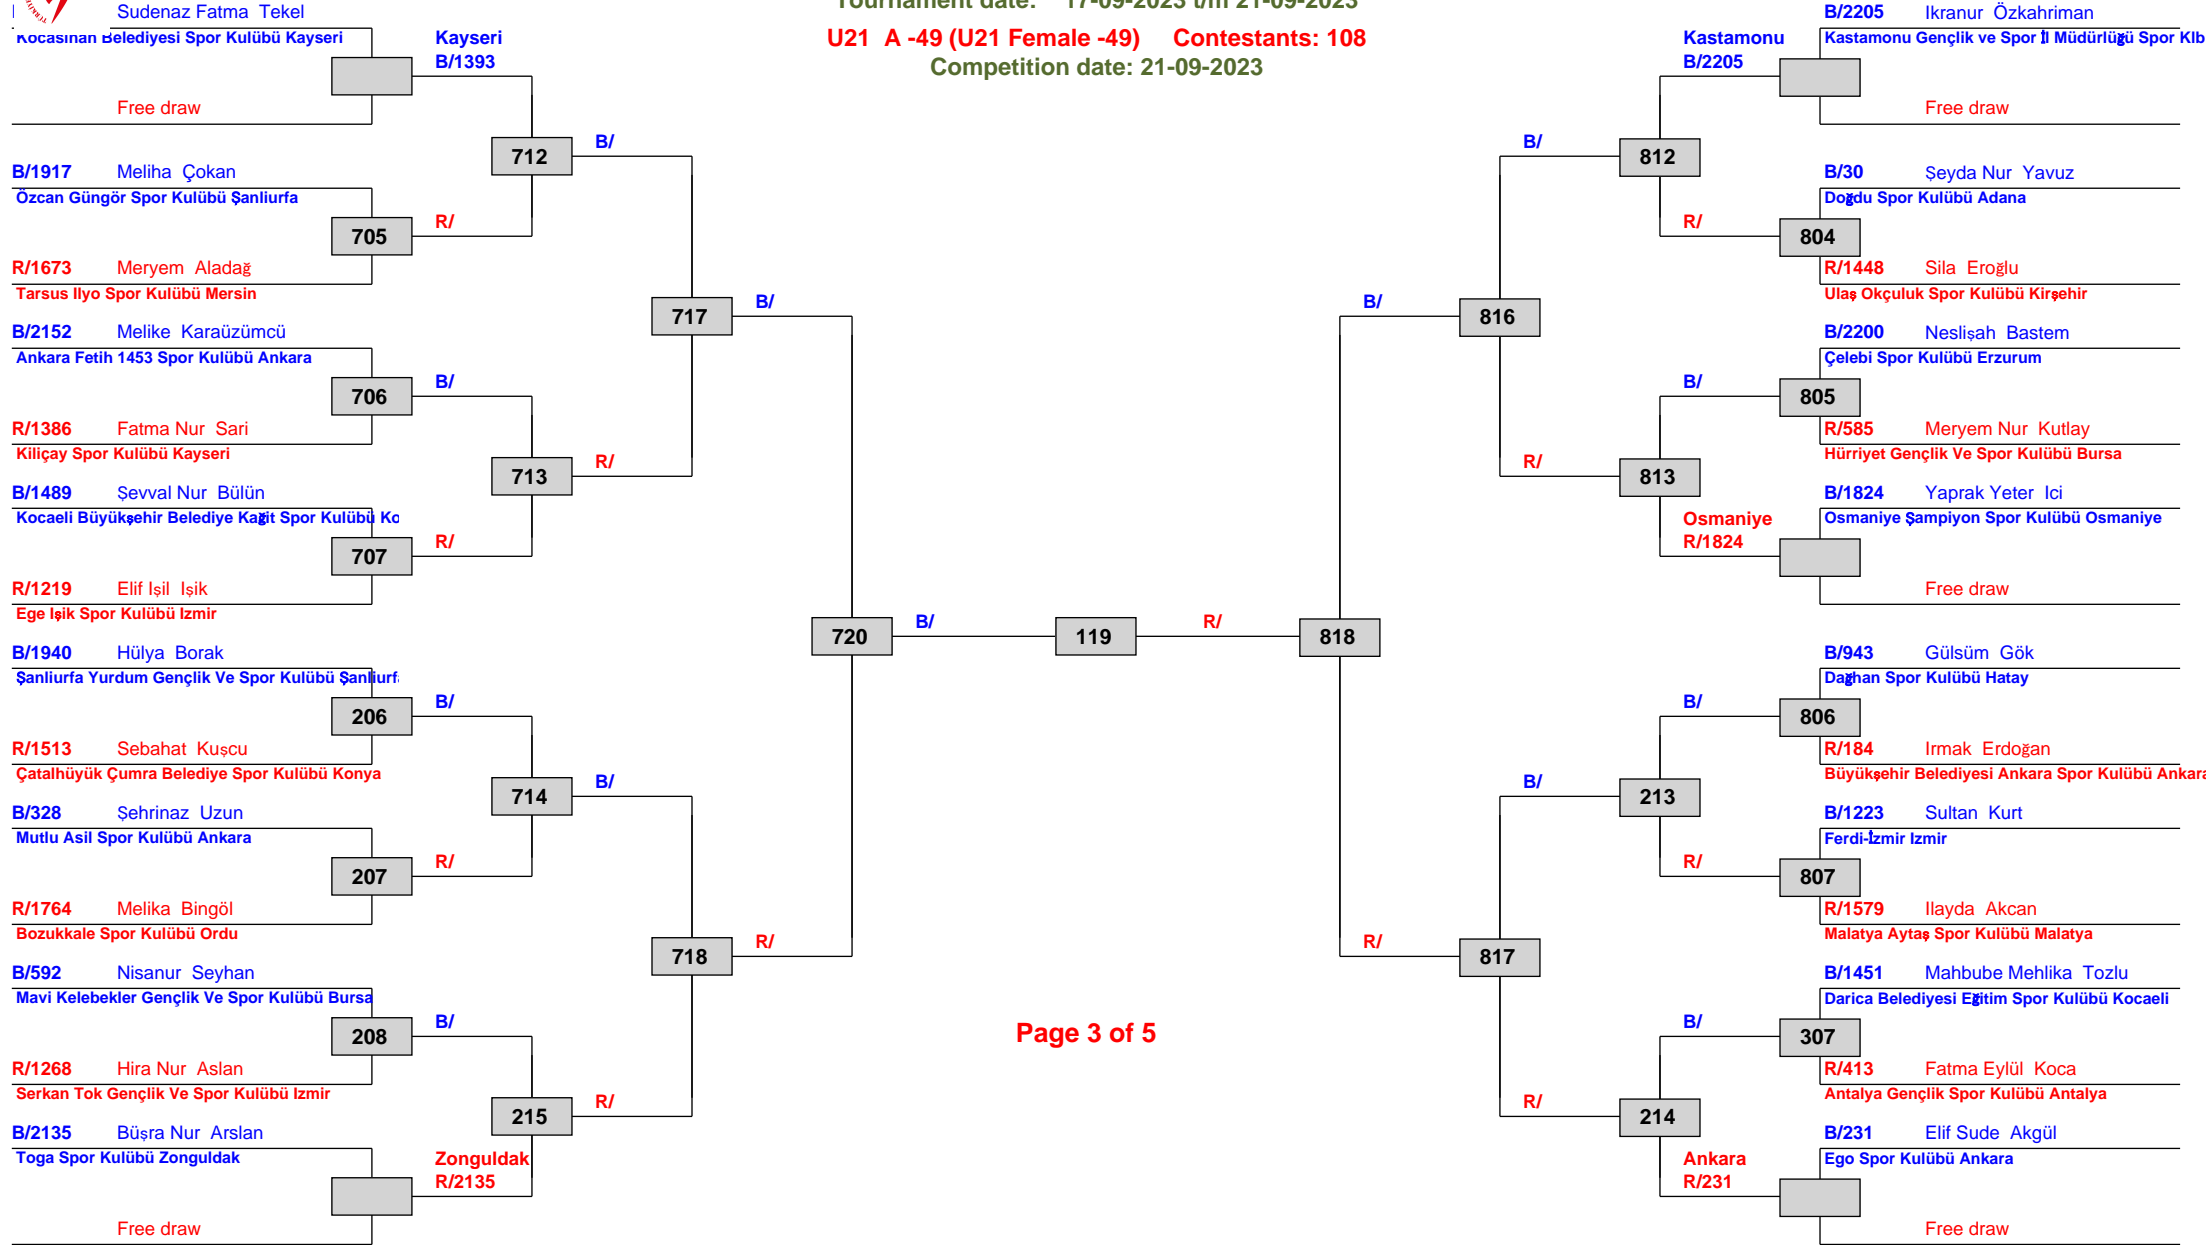 Tournament date: 17-09-2023 t/m 21-09-2023
U21 A -49 (U21 Female -49) Contestants: 108
Competition date: 21-09-2023
Sudenaz Fatma Tekel
Kocasinan Belediyesi Spor Kulübü Kayseri
Free draw
Kayseri
B/1393
B/1917 Meliha Çokan
Özcan Güngör Spor Kulübü Şanliurfa
705
R/1673 Meryem Aladağ
Tarsus Ilyo Spor Kulübü Mersin
712
B/
R/
B/2152 Melike Karaüzümcü
Ankara Fetih 1453 Spor Kulübü Ankara
706
R/1386 Fatma Nur Sari
Kiliçay Spor Kulübü Kayseri
B/
717
B/
713
R/
B/1489 Şevval Nur Bülün
Kocaeli Büyükşehir Belediye Kağit Spor Kulübü Ko
707
R/
R/1219 Elif Işil Işik
Ege Işik Spor Kulübü Izmir
720
B/
119
R/
818
B/1940 Hülya Borak
Şanliurfa Yurdum Gençlik Ve Spor Kulübü Şanliurf
206
B/
R/1513 Sebahat Kuşcu
Çatalhüyük Çumra Belediye Spor Kulübü Konya
714
B/
B/328 Şehrinaz Uzun
Mutlu Asil Spor Kulübü Ankara
207
R/
R/1764 Melika Bingöl
Bozukkale Spor Kulübü Ordu
718
R/
B/592 Nisanur Seyhan
Mavi Kelebekler Gençlik Ve Spor Kulübü Bursa
208
B/
R/1268 Hira Nur Aslan
Serkan Tok Gençlik Ve Spor Kulübü Izmir
215
R/
B/2135 Büşra Nur Arslan
Toga Spor Kulübü Zonguldak
Zonguldak
R/2135
Free draw
Page 3 of 5
B/2205 Ikranur Özkahriman
Kastamonu Gençlik ve Spor İl Müdürlüğü Spor Klb
Kastamonu
B/2205
Free draw
812
B/
B/30 Şeyda Nur Yavuz
Doğdu Spor Kulübü Adana
804
R/
R/1448 Sila Eroğlu
Ulaş Okçuluk Spor Kulübü Kirşehir
816
B/
B/2200 Neslişah Bastem
Çelebi Spor Kulübü Erzurum
805
B/
R/585 Meryem Nur Kutlay
Hürriyet Gençlik Ve Spor Kulübü Bursa
813
R/
B/1824 Yaprak Yeter Ici
Osmaniye Şampiyon Spor Kulübü Osmaniye
Osmaniye
R/1824
Free draw
B/943 Gülsüm Gök
Dağhan Spor Kulübü Hatay
806
B/
R/184 Irmak Erdoğan
Büyükşehir Belediyesi Ankara Spor Kulübü Ankara
213
B/
B/1223 Sultan Kurt
Ferdi-İzmir Izmir
807
R/
R/1579 Ilayda Akcan
Malatya Aytaş Spor Kulübü Malatya
817
R/
B/1451 Mahbube Mehlika Tozlu
Darica Belediyesi Eğitim Spor Kulübü Kocaeli
307
B/
R/413 Fatma Eylül Koca
Antalya Gençlik Spor Kulübü Antalya
214
R/
B/231 Elif Sude Akgül
Ego Spor Kulübü Ankara
Ankara
R/231
Free draw